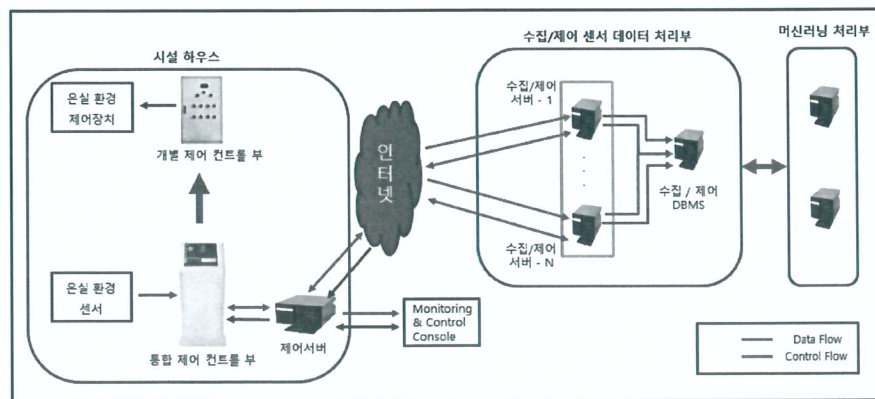 시설 하우스
온실 환경
제어장치
개별 제어 컨트롤 부
온실 환경
센서
통합 제어 컨트롤 부
제어서버
인터넷
Monitoring
& Control
Console
수집/제어 센서 데이터 처리부
수집/제어
서버 - 1
수집/제어
서버 - N
수집 / 제어
DBMS
머신러닝 처리부
Data Flow
Control Flow